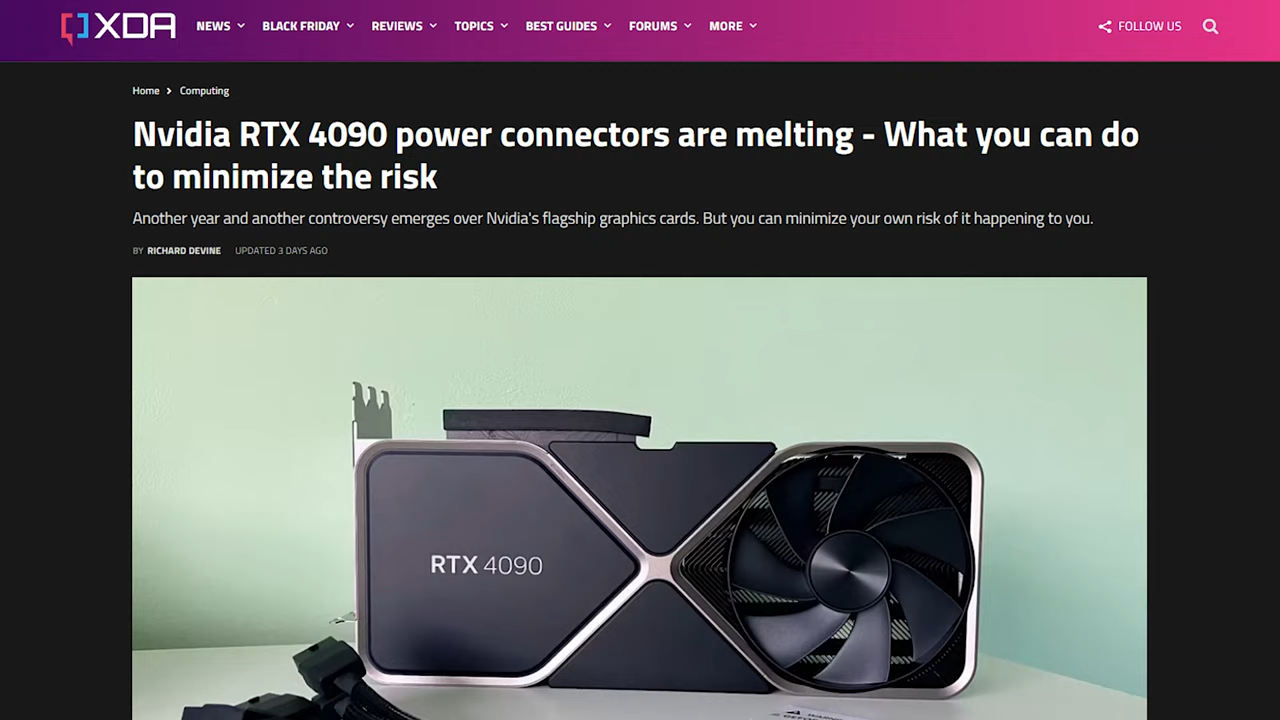 XDA
NEWS
BLACK FRIDAY
REVIEWS
TOPICS
BEST GUIDES
FORUMS
MORE
FOLLOW US
Home
Computing
Nvidia RTX 4090 power connectors are melting - What you can do
to minimize the risk
Another year and another controversy emerges over Nvidia's flagship graphics cards. But you can minimize your own risk of it happening to you.
BY RICHARD DEVINE UPDATED 3 DAYS AGO
RTX 4090